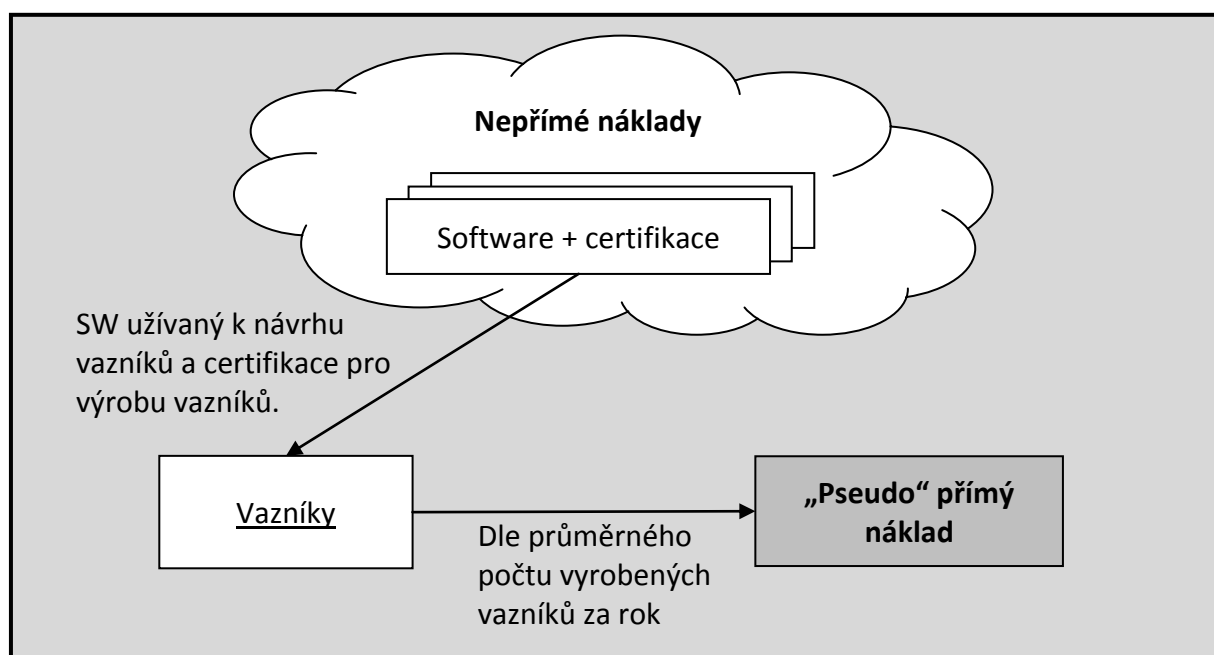 Nepřímé náklady
Software + certifikace
SW užívaný k návrhu
vazníků a certifikace pro
výrobu vazníků.
Vazníky
„Pseudo“ přímý
náklad
Dle průměrného
počtu vyrobených
vazníků za rok